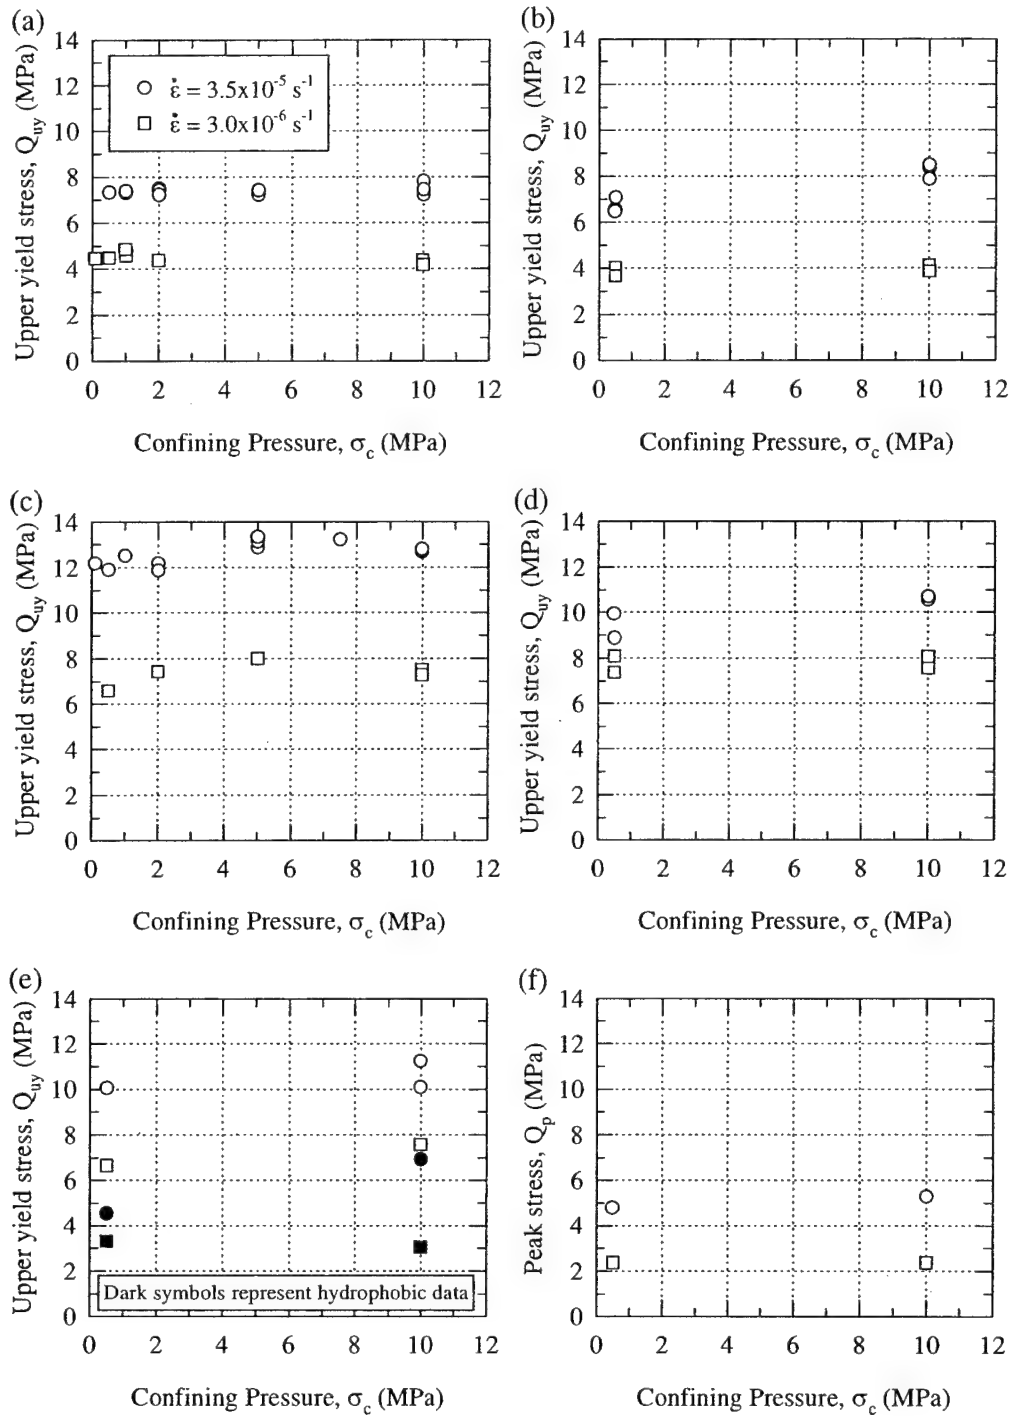 (a)
Upper yield stress, Q_uy (MPa)
14
12
10
8
6
4
2
0
ε̇ = 3.5x10⁻⁵ s⁻¹
ε̇ = 3.0x10⁻⁶ s⁻¹
0 2 4 6 8 10 12
Confining Pressure, σ_c (MPa)
(b)
Upper yield stress, Q_uy (MPa)
14
12
10
8
6
4
2
0
0 2 4 6 8 10 12
Confining Pressure, σ_c (MPa)
(c)
Upper yield stress, Q_uy (MPa)
14
12
10
8
6
4
2
0
0 2 4 6 8 10 12
Confining Pressure, σ_c (MPa)
(d)
Upper yield stress, Q_uy (MPa)
14
12
10
8
6
4
2
0
0 2 4 6 8 10 12
Confining Pressure, σ_c (MPa)
(e)
Upper yield stress, Q_uy (MPa)
14
12
10
8
6
4
2
0
Dark symbols represent hydrophobic data
0 2 4 6 8 10 12
Confining Pressure, σ_c (MPa)
(f)
Peak stress, Q_p (MPa)
14
12
10
8
6
4
2
0
0 2 4 6 8 10 12
Confining Pressure, σ_c (MPa)